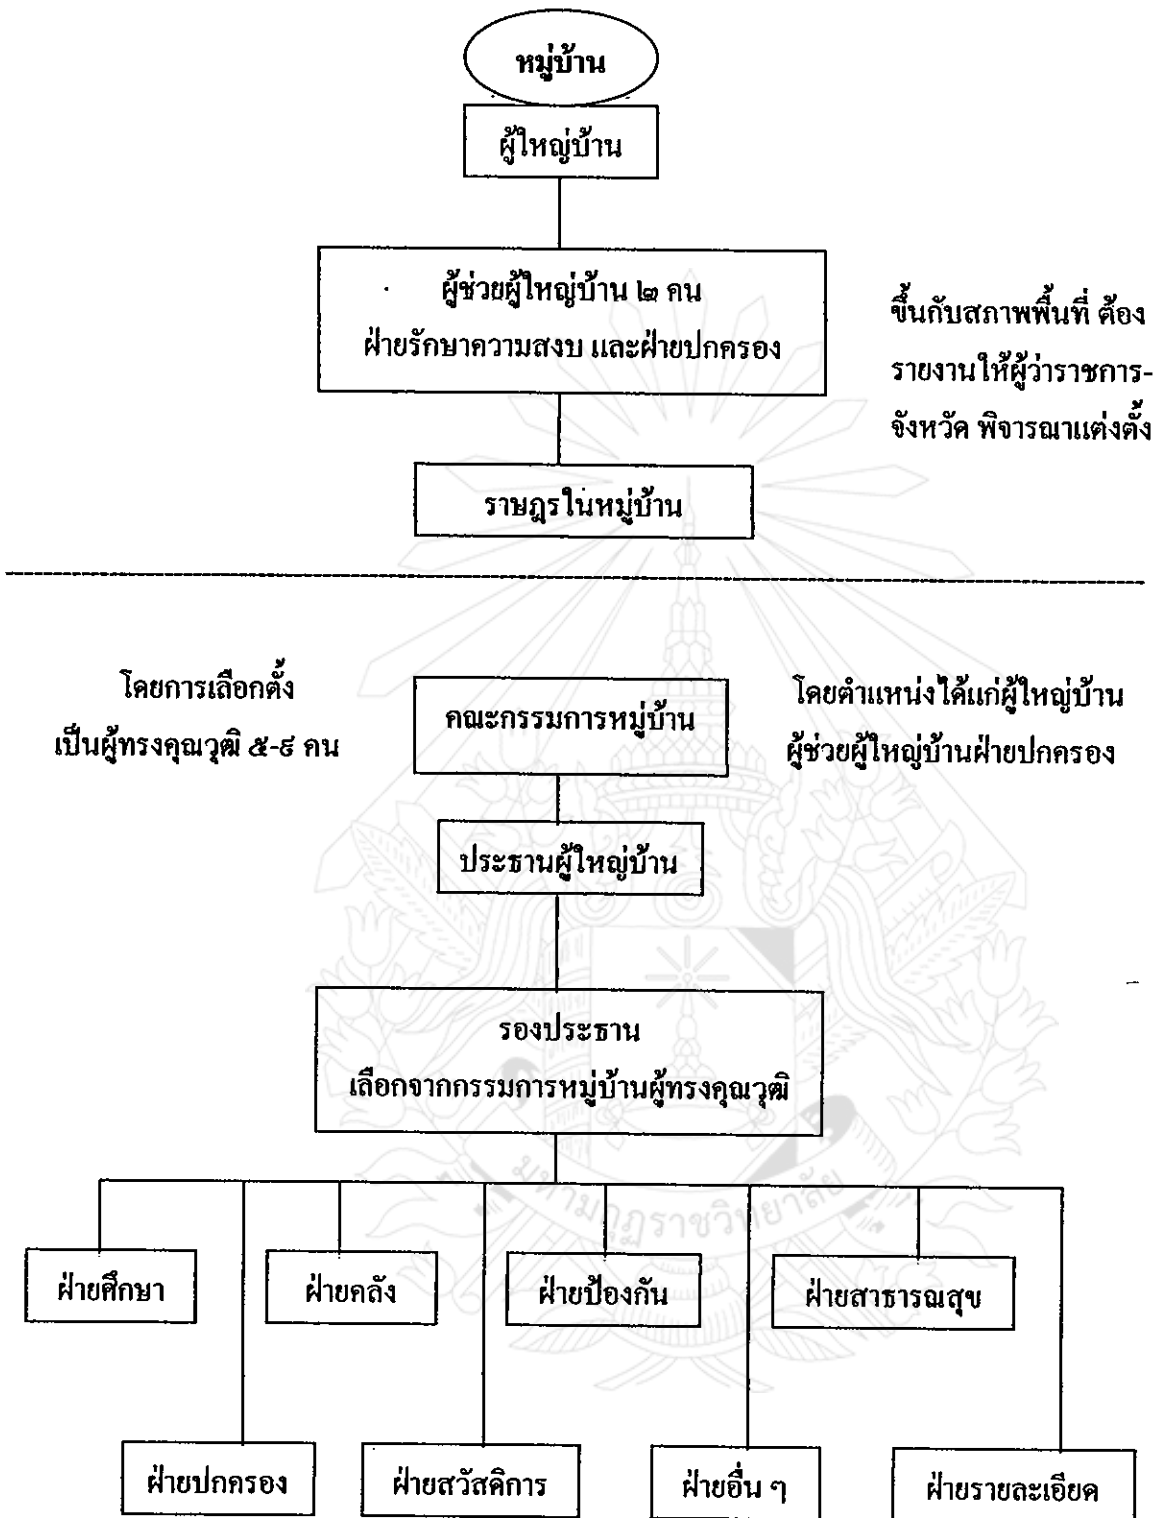 หมู่บ้าน
ผู้ใหญ่บ้าน
ผู้ช่วยผู้ใหญ่บ้าน ๒ คน
ฝ่ายรักษาความสงบ และฝ่ายปกครอง
ขึ้นกับสภาพพื้นที่ ต้อง
รายงานให้ผู้ว่าราชการ-
จังหวัด พิจารณาแต่งตั้ง
ราษฎรในหมู่บ้าน
โดยการเลือกตั้ง
เป็นผู้ทรงคุณวุฒิ ๕-๙ คน
คณะกรรมการหมู่บ้าน
โดยตำแหน่งได้แก่ผู้ใหญ่บ้าน
ผู้ช่วยผู้ใหญ่บ้านฝ่ายปกครอง
ประธานผู้ใหญ่บ้าน
รองประธาน
เลือกจากกรรมการหมู่บ้านผู้ทรงคุณวุฒิ
มหามกุฏราชวิทยาลัย
ฝ่ายศึกษา
ฝ่ายคลัง
ฝ่ายป้องกัน
ฝ่ายสาธารณสุข
ฝ่ายปกครอง
ฝ่ายสวัสดิการ
ฝ่ายอื่น ๆ
ฝ่ายรายละเอียด